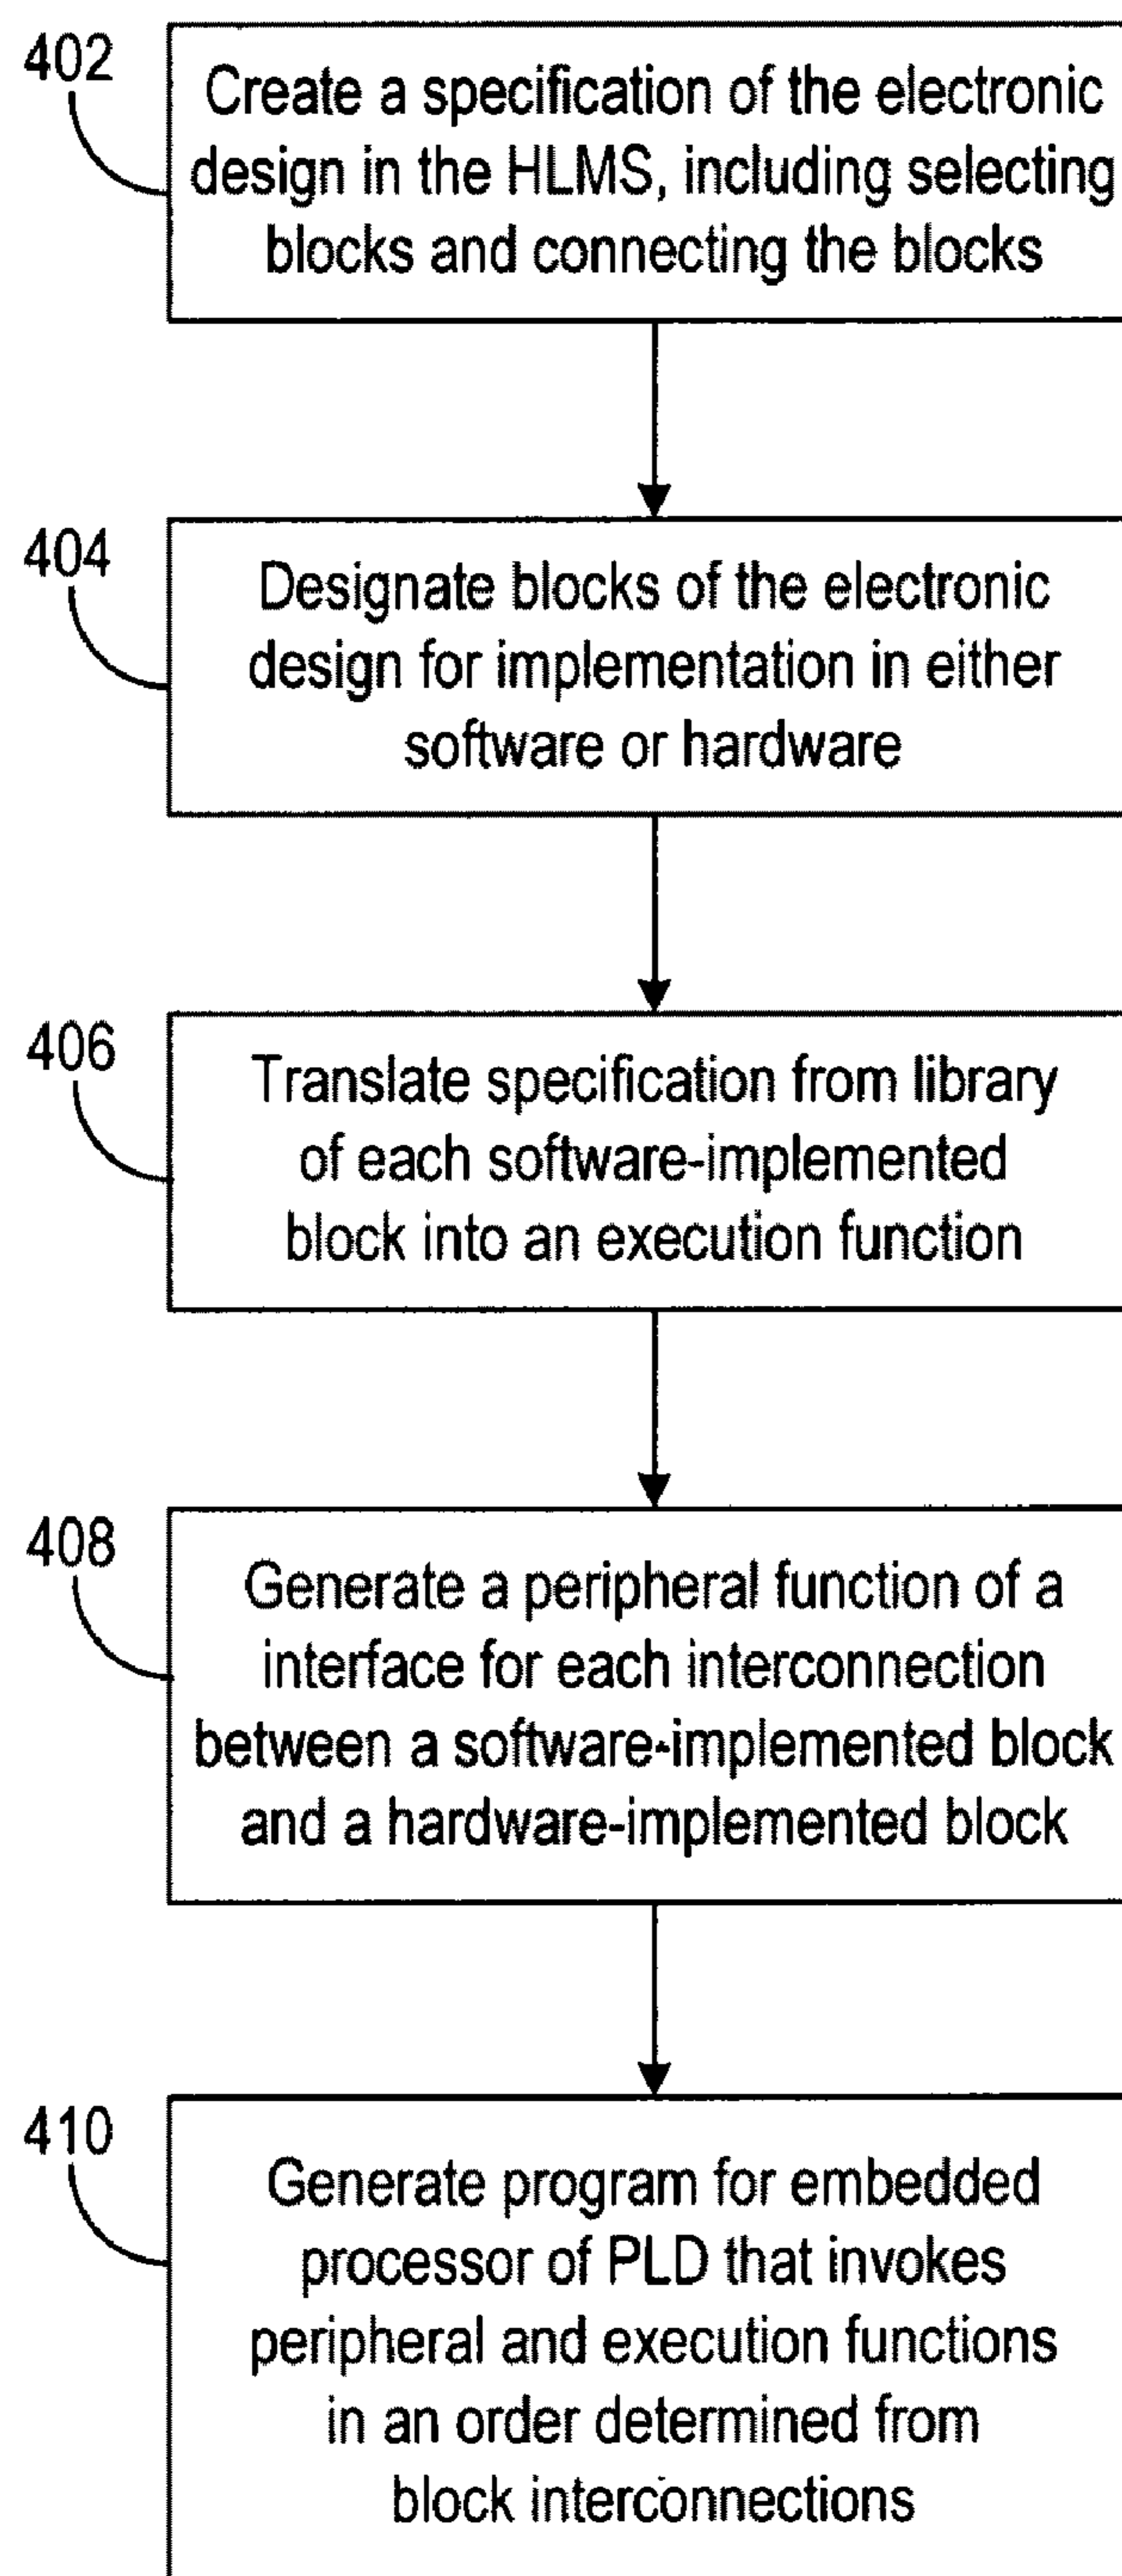 402
Create a specification of the electronic
design in the HLMS, including selecting
blocks and connecting the blocks
404
Designate blocks of the electronic
design for implementation in either
software or hardware
406
Translate specification from library
of each software-implemented
block into an execution function
408
Generate a peripheral function of a
interface for each interconnection
between a software-implemented block
and a hardware-implemented block
410
Generate program for embedded
processor of PLD that invokes
peripheral and execution functions
in an order determined from
block interconnections